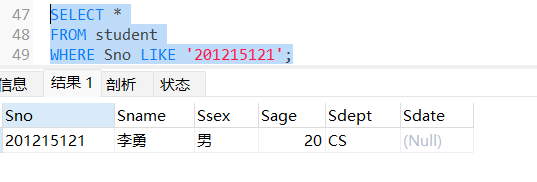 47 SELECT *
48 FROM student
49 WHERE Sno LIKE '201215121';
信息 结果 1 剖析 状态
Sno Sname Ssex Sage Sdept Sdate
201215121 李勇 男 20 CS (Null)